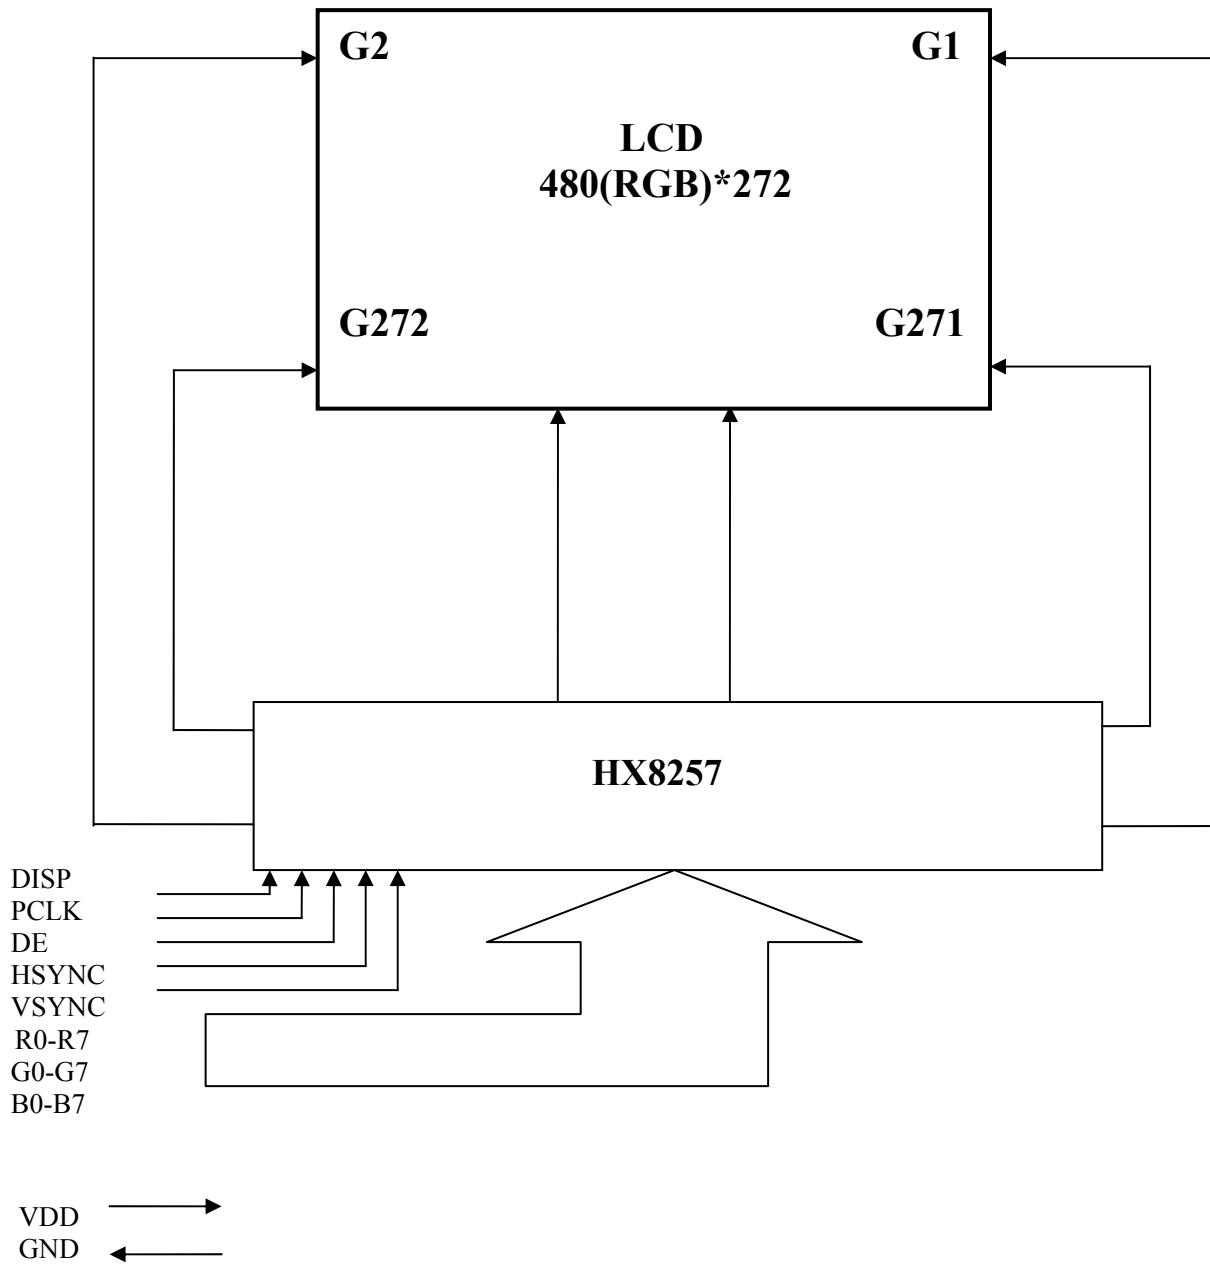 G2
G1
LCD
480(RGB)*272
G272
G271
HX8257
DISP
PCLK
DE
HSYNC
VSYNC
R0-R7
G0-G7
B0-B7
VDD
GND